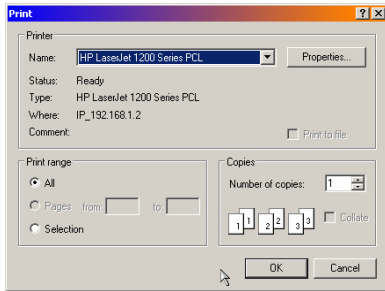 Print
Printer
Name: HP LaserJet 1200 Series PCL Properties...
Status: Ready
Type: HP LaserJet 1200 Series PCL
Where: IP_192.168.1.2
Comment: Print to file
Print range
All
Pages from: to:
Selection
Copies
Number of copies: 1
1 1 2 2 3 3 Collate
OK Cancel